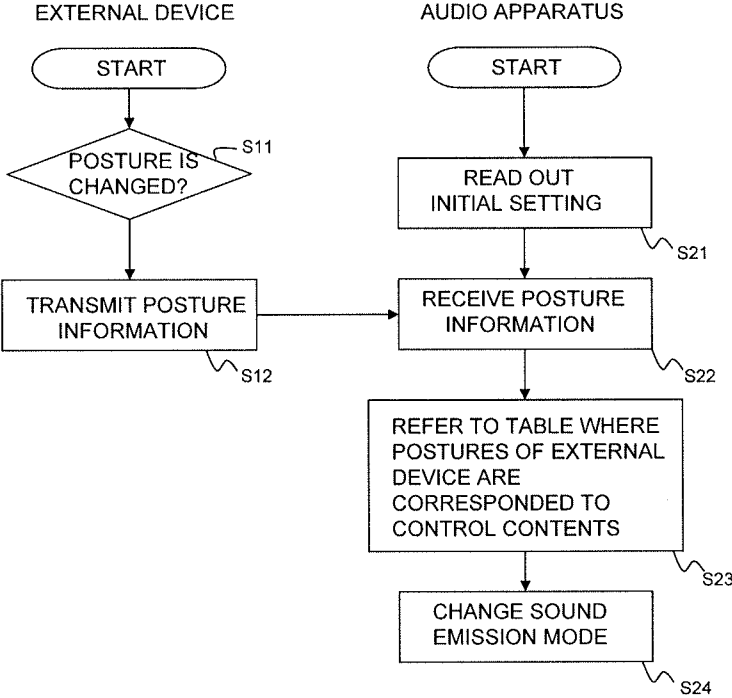 EXTERNAL DEVICE
START
POSTURE IS
CHANGED?
S11
TRANSMIT POSTURE
INFORMATION
S12
AUDIO APPARATUS
START
READ OUT
INITIAL SETTING
S21
RECEIVE POSTURE
INFORMATION
S22
REFER TO TABLE WHERE
POSTURES OF EXTERNAL
DEVICE ARE
CORRESPONDED TO
CONTROL CONTENTS
S23
CHANGE SOUND
EMISSION MODE
S24